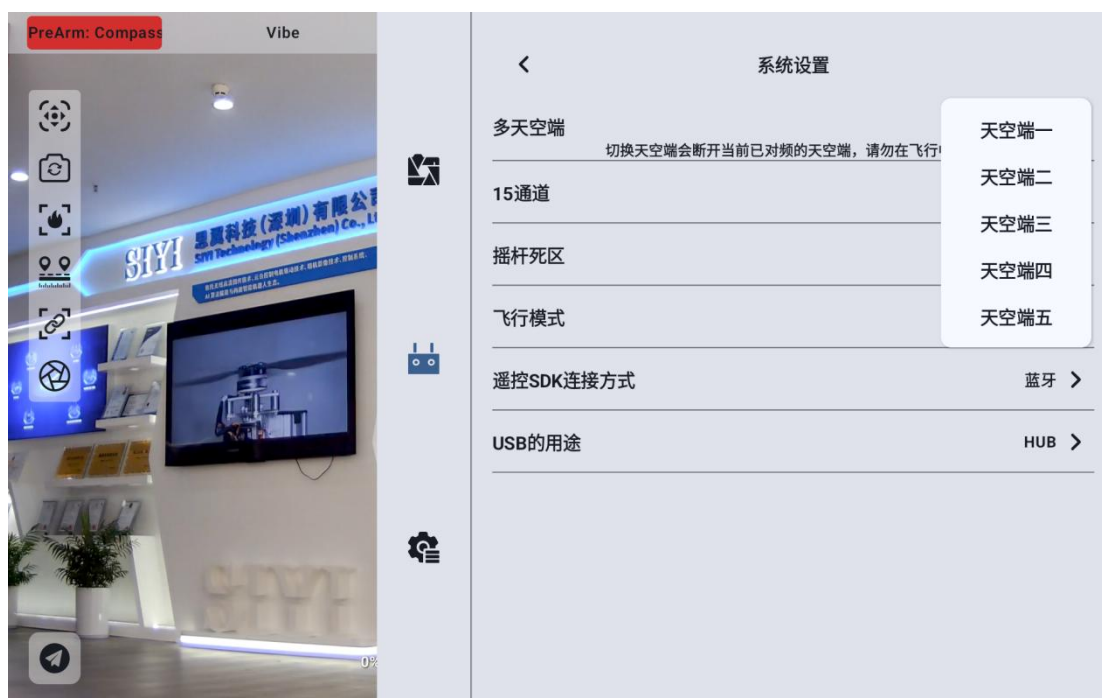 PreArm: Compass
Vibe
系统设置
多天空端
切换天空端会断开当前已对频的天空端，请勿在飞行
天空端一
天空端二
天空端三
天空端四
天空端五
15通道
摇杆死区
飞行模式
遥控SDK连接方式
蓝牙
USB的用途
HUB
SIYI
思翼科技（深圳）有限公司
SIYI Technology (Shenzhen) Co., L
0%